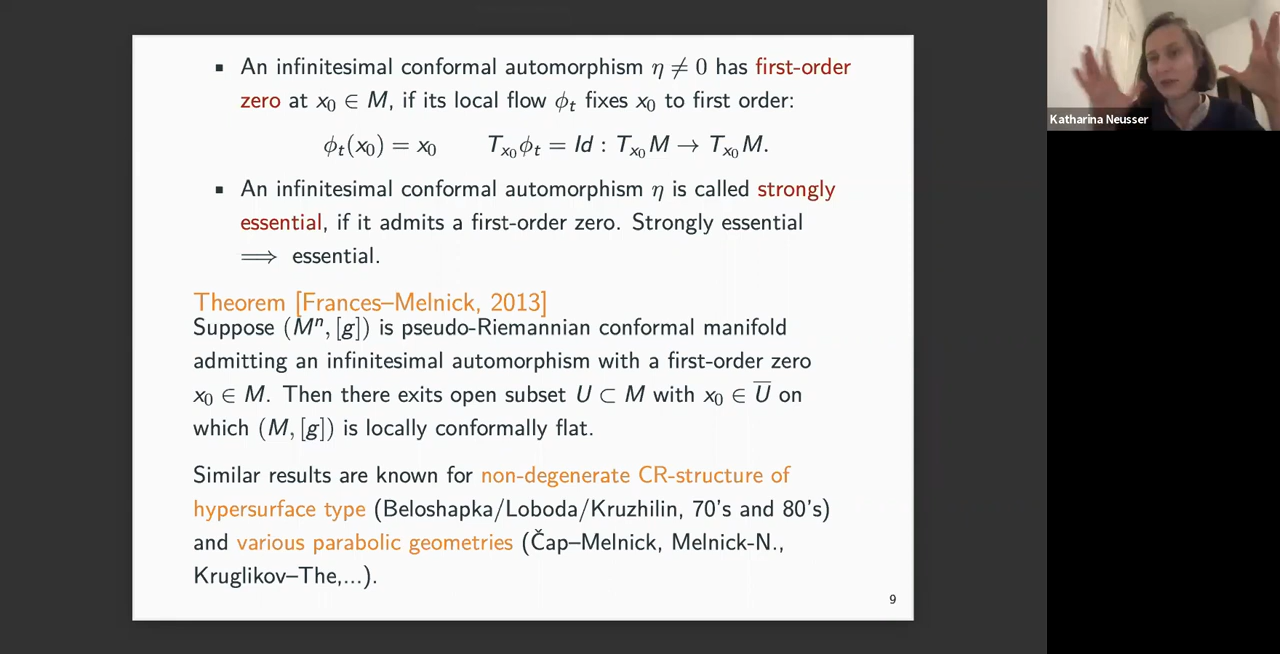 ▪ An infinitesimal conformal automorphism η ≠ 0 has first-order
zero at x₀ ∈ M, if its local flow ϕₜ fixes x₀ to first order:
ϕₜ(x₀) = x₀ Tₓ₀ϕₜ = Id : Tₓ₀M → Tₓ₀M.
▪ An infinitesimal conformal automorphism η is called strongly
essential, if it admits a first-order zero. Strongly essential
⟹ essential.
Theorem [Frances–Melnick, 2013]
Suppose (Mⁿ, [g]) is pseudo-Riemannian conformal manifold
admitting an infinitesimal automorphism with a first-order zero
x₀ ∈ M. Then there exits open subset U ⊂ M with x₀ ∈ U̅ on
which (M, [g]) is locally conformally flat.
Similar results are known for non-degenerate CR-structure of
hypersurface type (Beloshapka/Loboda/Kruzhilin, 70's and 80's)
and various parabolic geometries (Čap–Melnick, Melnick-N.,
Kruglikov–The,...).
9
Katharina Neusser